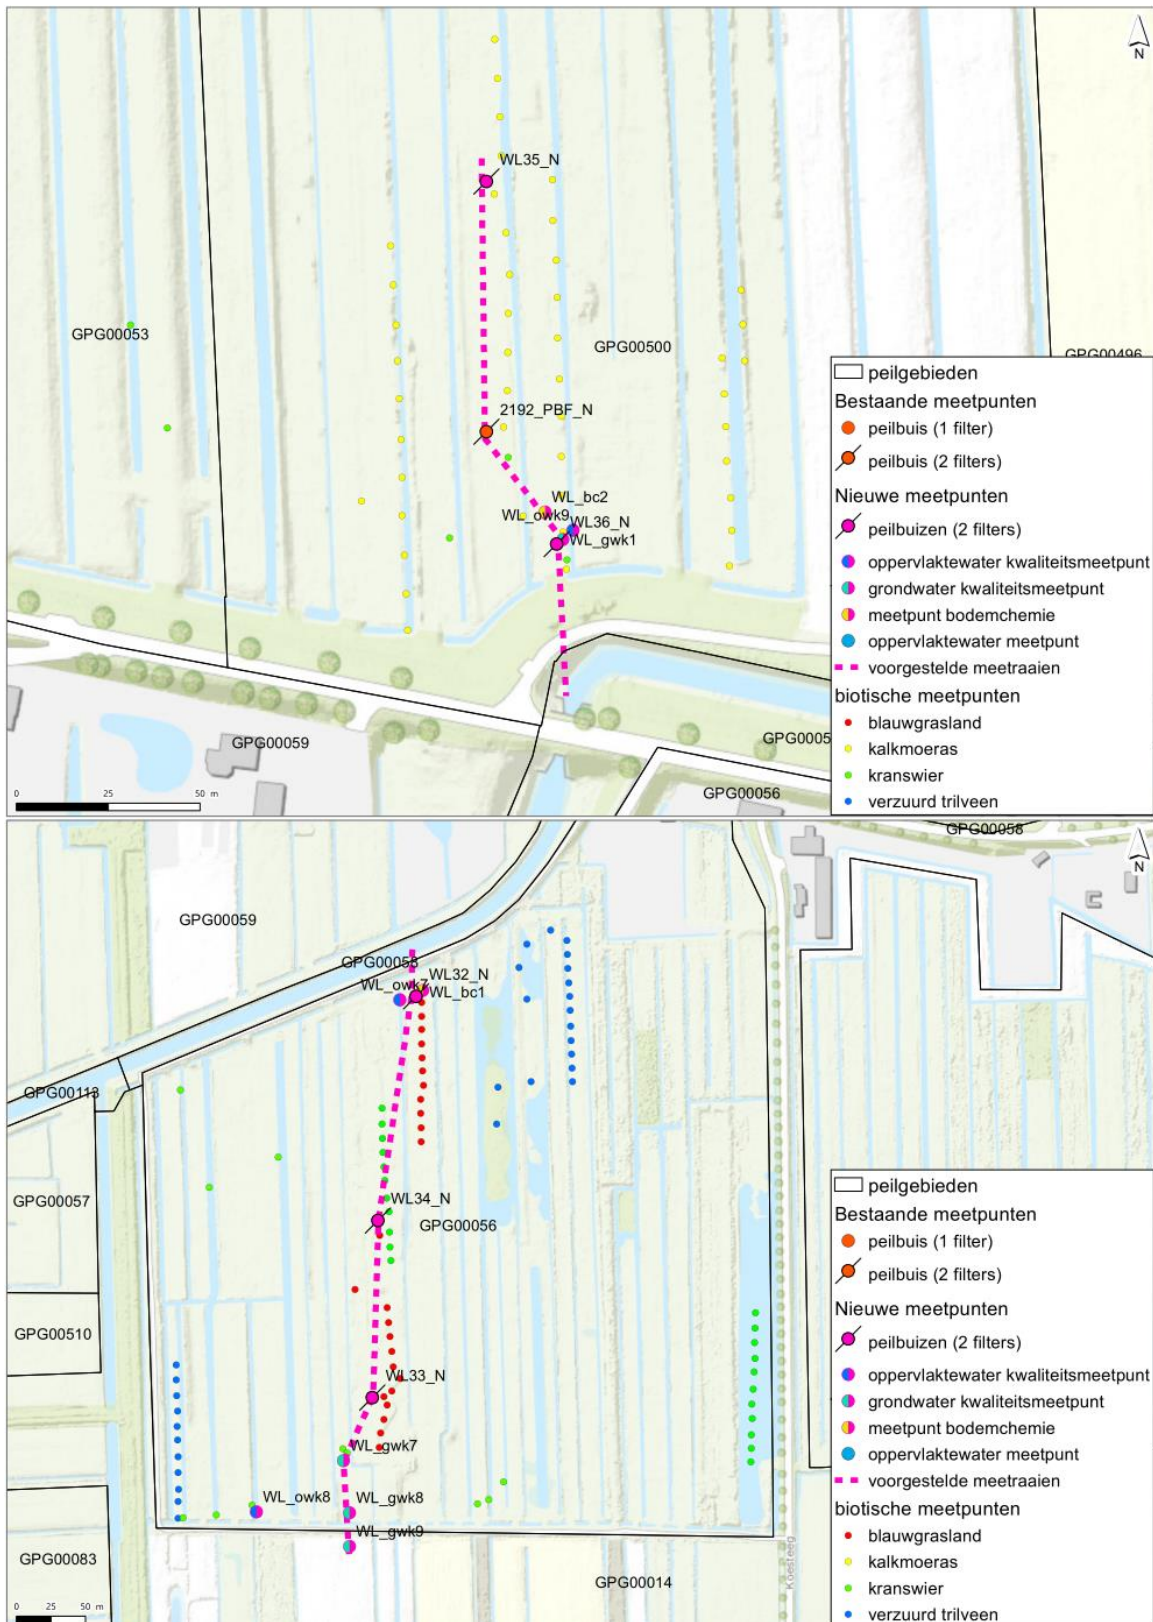 N
WL35_N
GPG00053
GPG00500
GPG00496
2192_PBF_N
WL_bc2
WL_owk9
WL36_N
WL_gwk1
GPG00059
GPG0005
GPG00056
0 25 50 m
peilgebieden
Bestaande meetpunten
peilbuis (1 filter)
peilbuis (2 filters)
Nieuwe meetpunten
peilbuizen (2 filters)
oppervlaktewater kwaliteitsmeetpunt
grondwater kwaliteitsmeetpunt
meetpunt bodemchemie
oppervlaktewater meetpunt
voorgestelde meetraaien
biotische meetpunten
blauwgrasland
kalkmoeras
kranswier
verzuurd trilveen
GPG00058
N
GPG00059
GPG00058
WL32_N
WL_owk7
WL_bc1
GPG00113
GPG00057
WL34_N
GPG00056
GPG00510
WL33_N
WL_gwk7
WL_owk8
WL_gwk8
WL_gwk9
GPG00083
GPG00014
Koesteeg
0 25 50 m
peilgebieden
Bestaande meetpunten
peilbuis (1 filter)
peilbuis (2 filters)
Nieuwe meetpunten
peilbuizen (2 filters)
oppervlaktewater kwaliteitsmeetpunt
grondwater kwaliteitsmeetpunt
meetpunt bodemchemie
oppervlaktewater meetpunt
voorgestelde meetraaien
biotische meetpunten
blauwgrasland
kalkmoeras
kranswier
verzuurd trilveen